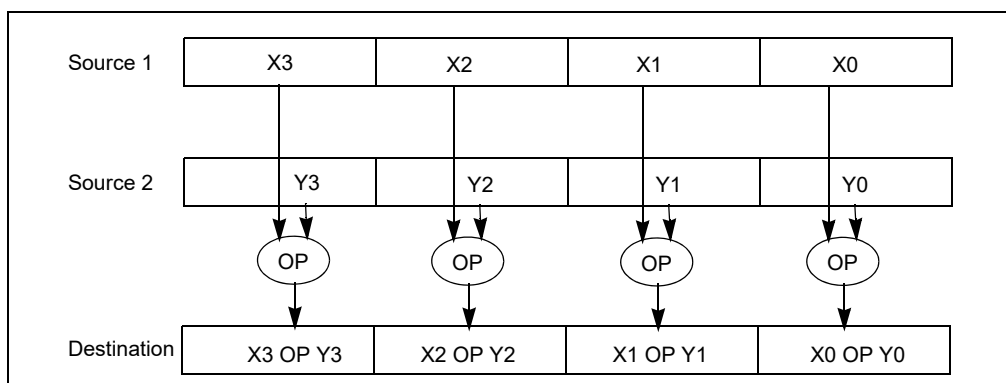 Source 1 X3 X2 X1 X0
Source 2 Y3 Y2 Y1 Y0
OP OP OP OP
Destination X3 OP Y3 X2 OP Y2 X1 OP Y1 X0 OP Y0